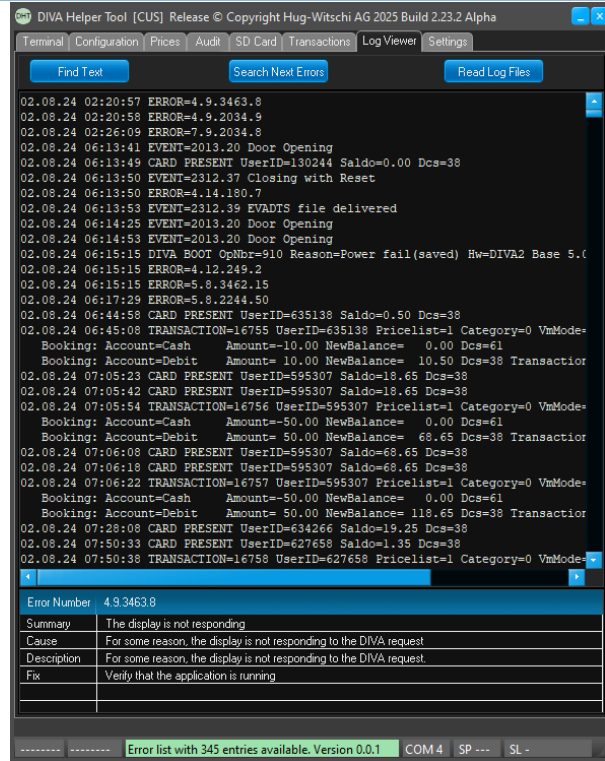 DHT DIVA Helper Tool [CUS] Release © Copyright Hug-Witschi AG 2025 Build 2.23.2 Alpha
Terminal Configuration Prices Audit SD Card Transactions Log Viewer Settings
Find Text Search Next Errors Read Log Files
02.08.24 02:20:57 ERROR=4.9.3463.8
02.08.24 02:20:58 ERROR=4.9.2034.9
02.08.24 02:26:09 ERROR=7.9.2034.8
02.08.24 06:13:41 EVENT=2013.20 Door Opening
02.08.24 06:13:49 CARD PRESENT UserID=130244 Saldo=0.00 Dcs=38
02.08.24 06:13:50 EVENT=2312.37 Closing with Reset
02.08.24 06:13:50 ERROR=4.14.180.7
02.08.24 06:13:53 EVENT=2312.39 EVADTS file delivered
02.08.24 06:14:25 EVENT=2013.20 Door Opening
02.08.24 06:14:53 EVENT=2013.20 Door Opening
02.08.24 06:15:15 DIVA BOOT OpNbr=910 Reason=Power fail(saved) Hw=DIVA2 Base 5.0
02.08.24 06:15:15 ERROR=4.12.249.2
02.08.24 06:15:15 ERROR=5.8.3462.15
02.08.24 06:17:29 ERROR=5.8.2244.50
02.08.24 06:44:58 CARD PRESENT UserID=635138 Saldo=0.50 Dcs=38
02.08.24 06:45:08 TRANSACTION=16755 UserID=635138 Pricelist=1 Category=0 VmMode=
Booking: Account=Cash Amount=-10.00 NewBalance= 0.00 Dcs=61
Booking: Account=Debit Amount= 10.00 NewBalance= 10.50 Dcs=38 Transaction
02.08.24 07:05:23 CARD PRESENT UserID=595307 Saldo=18.65 Dcs=38
02.08.24 07:05:42 CARD PRESENT UserID=595307 Saldo=18.65 Dcs=38
02.08.24 07:05:54 TRANSACTION=16756 UserID=595307 Pricelist=1 Category=0 VmMode=
Booking: Account=Cash Amount=-50.00 NewBalance= 0.00 Dcs=61
Booking: Account=Debit Amount= 50.00 NewBalance= 68.65 Dcs=38 Transaction
02.08.24 07:06:08 CARD PRESENT UserID=595307 Saldo=68.65 Dcs=38
02.08.24 07:06:18 CARD PRESENT UserID=595307 Saldo=68.65 Dcs=38
02.08.24 07:06:22 TRANSACTION=16757 UserID=595307 Pricelist=1 Category=0 VmMode=
Booking: Account=Cash Amount=-50.00 NewBalance= 0.00 Dcs=61
Booking: Account=Debit Amount= 50.00 NewBalance= 118.65 Dcs=38 Transaction
02.08.24 07:28:08 CARD PRESENT UserID=634266 Saldo=19.25 Dcs=38
02.08.24 07:50:33 CARD PRESENT UserID=627658 Saldo=1.35 Dcs=38
02.08.24 07:50:38 TRANSACTION=16758 UserID=627658 Pricelist=1 Category=0 VmMode=
Error Number 4.9.3463.8
Summary The display is not responding
Cause For some reason, the display is not responding to the DIVA request
Description For some reason, the display is not responding to the DIVA request.
Fix Verify that the application is running
-------- -------- Error list with 345 entries available. Version 0.0.1 COM 4 SP --- SL -